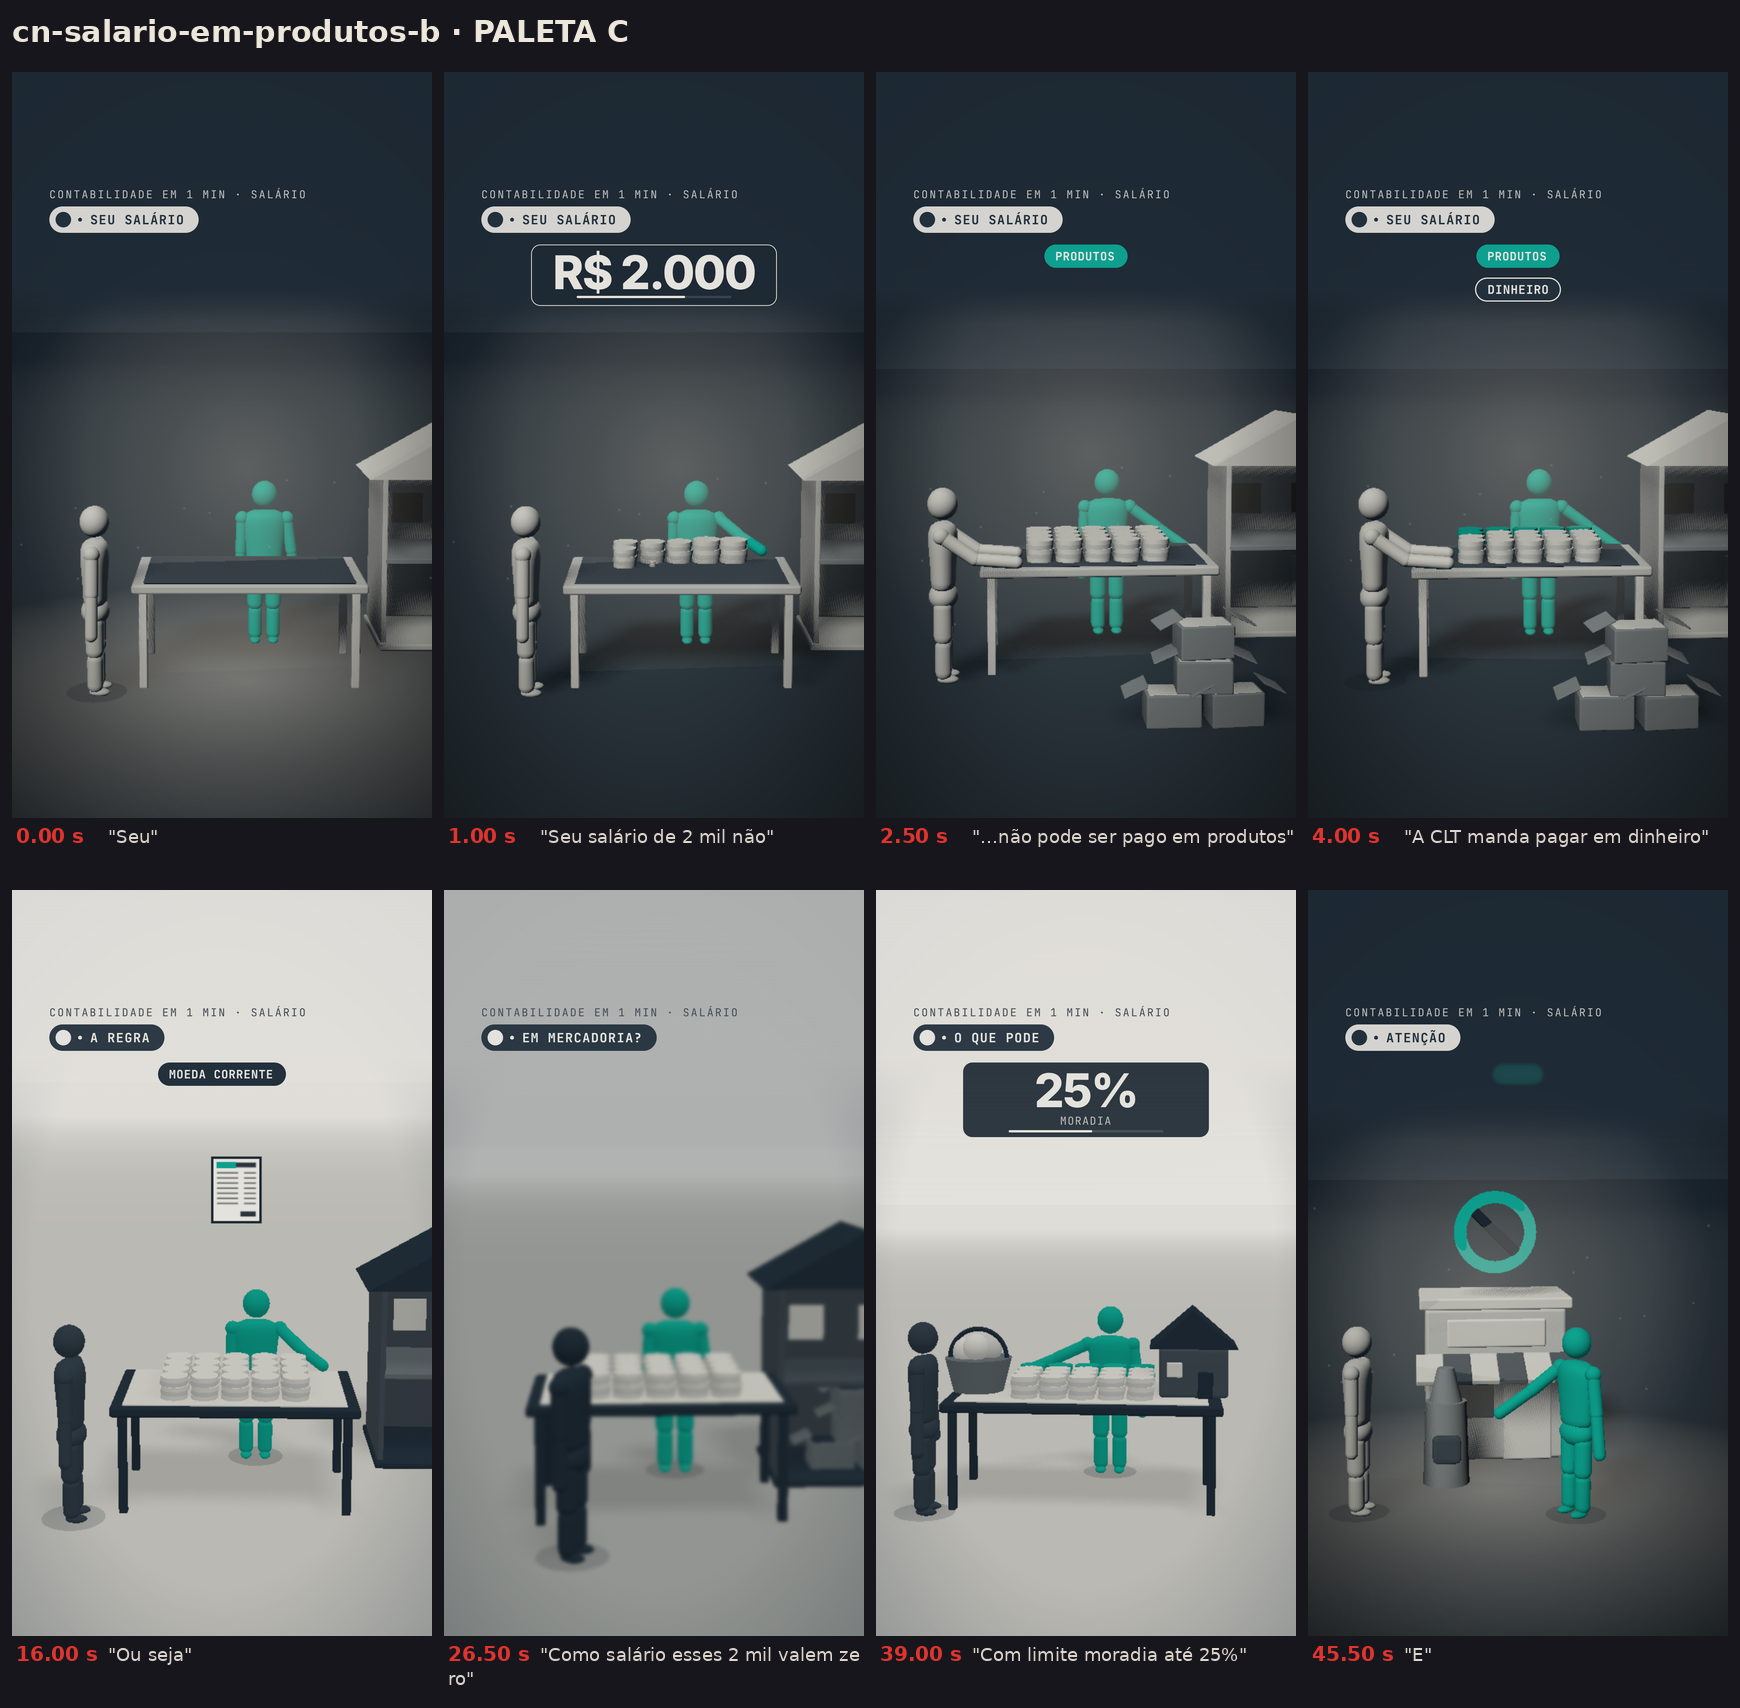 cn-salario-em-produtos-b · PALETA C
CONTABILIDADE EM 1 MIN · SALÁRIO
• SEU SALÁRIO
0.00 s "Seu"
CONTABILIDADE EM 1 MIN · SALÁRIO
• SEU SALÁRIO
R$ 2.000
1.00 s "Seu salário de 2 mil não"
CONTABILIDADE EM 1 MIN · SALÁRIO
• SEU SALÁRIO
PRODUTOS
2.50 s "...não pode ser pago em produtos"
CONTABILIDADE EM 1 MIN · SALÁRIO
• SEU SALÁRIO
PRODUTOS
DINHEIRO
4.00 s "A CLT manda pagar em dinheiro"
CONTABILIDADE EM 1 MIN · SALÁRIO
• A REGRA
MOEDA CORRENTE
16.00 s "Ou seja"
CONTABILIDADE EM 1 MIN · SALÁRIO
• EM MERCADORIA?
26.50 s "Como salário esses 2 mil valem ze
ro"
CONTABILIDADE EM 1 MIN · SALÁRIO
• O QUE PODE
25%
MORADIA
39.00 s "Com limite moradia até 25%"
CONTABILIDADE EM 1 MIN · SALÁRIO
• ATENÇÃO
45.50 s "E"